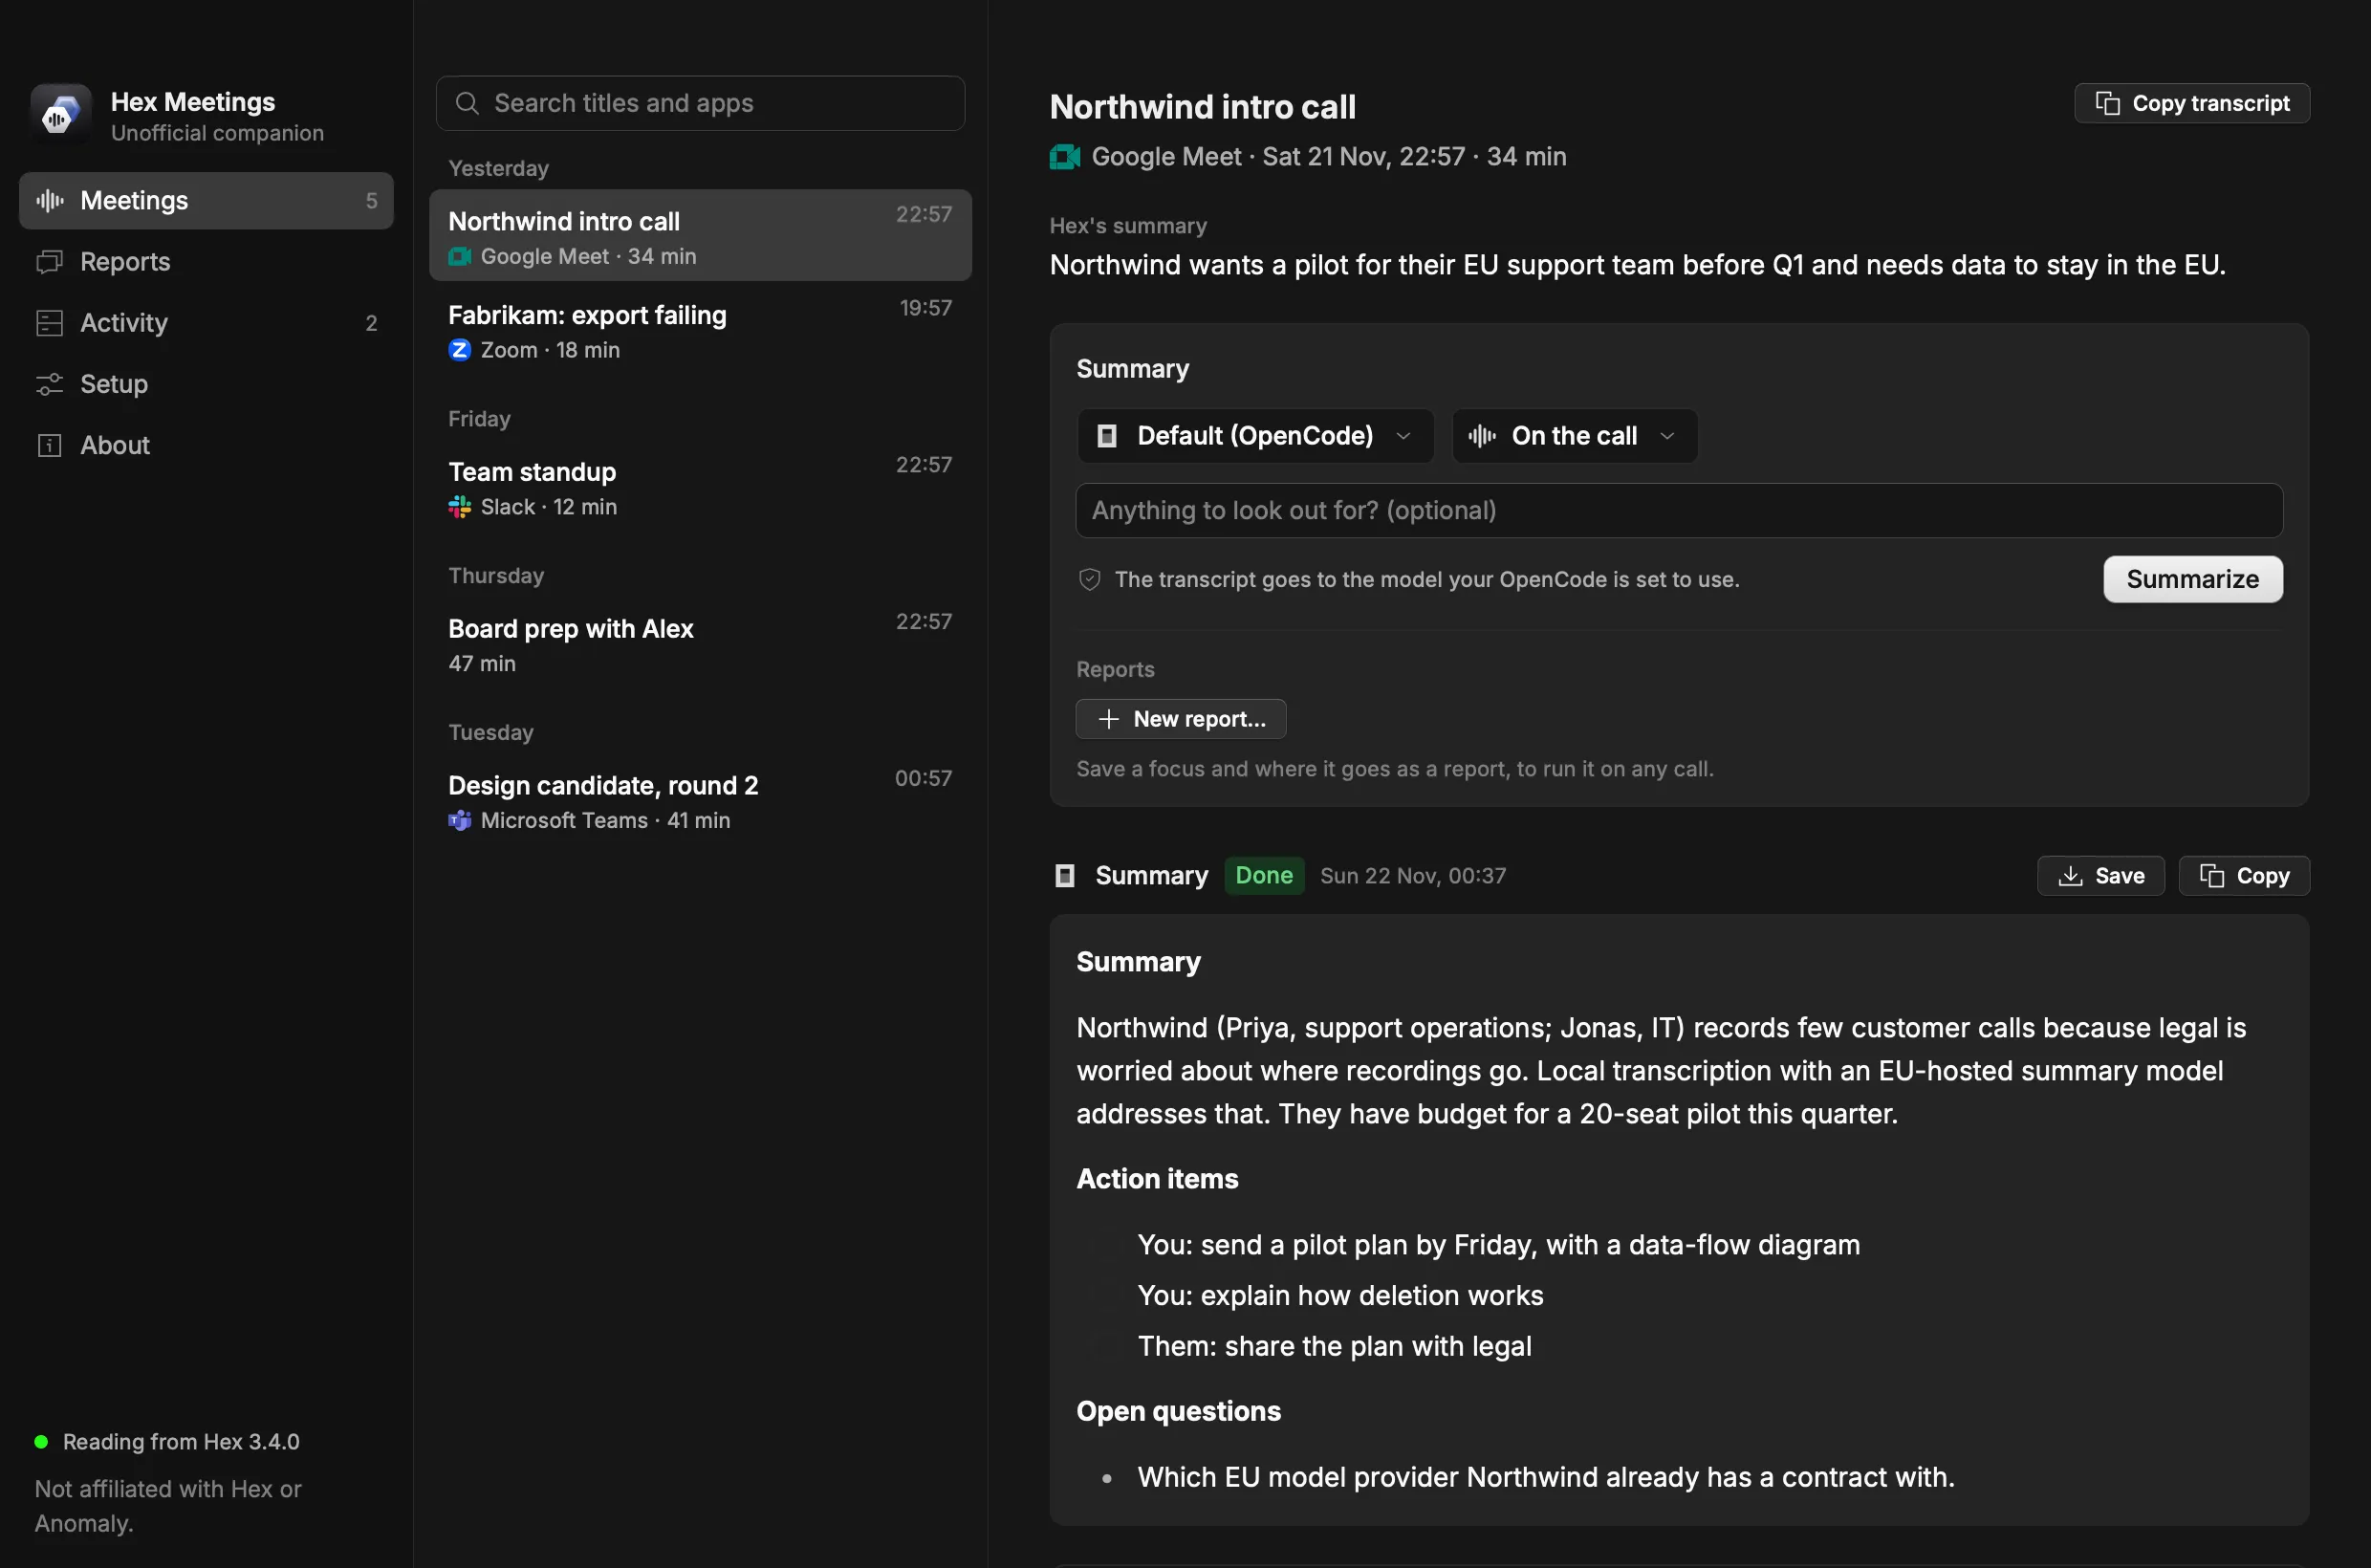 Hex Meetings
Unofficial companion
Meetings 5
Reports
Activity 2
Setup
About
Reading from Hex 3.4.0
Not affiliated with Hex or
Anomaly.
Search titles and apps
Yesterday
Northwind intro call 22:57
Google Meet · 34 min
Fabrikam: export failing 19:57
Zoom · 18 min
Friday
Team standup 22:57
Slack · 12 min
Thursday
Board prep with Alex 22:57
47 min
Tuesday
Design candidate, round 2 00:57
Microsoft Teams · 41 min
Northwind intro call
Copy transcript
Google Meet · Sat 21 Nov, 22:57 · 34 min
Hex's summary
Northwind wants a pilot for their EU support team before Q1 and needs data to stay in the EU.
Summary
Default (OpenCode) On the call
Anything to look out for? (optional)
The transcript goes to the model your OpenCode is set to use.
Summarize
Reports
New report...
Save a focus and where it goes as a report, to run it on any call.
Summary Done Sun 22 Nov, 00:37
Save Copy
Summary
Northwind (Priya, support operations; Jonas, IT) records few customer calls because legal is
worried about where recordings go. Local transcription with an EU-hosted summary model
addresses that. They have budget for a 20-seat pilot this quarter.
Action items
You: send a pilot plan by Friday, with a data-flow diagram
You: explain how deletion works
Them: share the plan with legal
Open questions
• Which EU model provider Northwind already has a contract with.